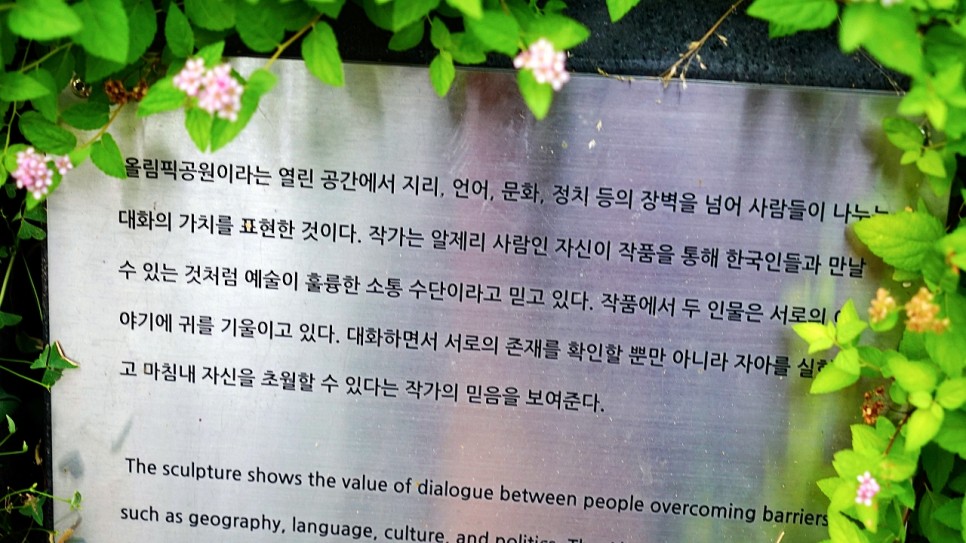 올림픽공원이라는 열린 공간에서 지리, 언어, 문화, 정치 등의 장벽을 넘어 사람들이 나누는
대화의 가치를 표현한 것이다. 작가는 알제리 사람인 자신이 작품을 통해 한국인들과 만날
수 있는 것처럼 예술이 훌륭한 소통 수단이라고 믿고 있다. 작품에서 두 인물은 서로의 이
야기에 귀를 기울이고 있다. 대화하면서 서로의 존재를 확인할 뿐만 아니라 자아를
고 마침내 자신을 초월할 수 있다는 작가의 믿음을 보여준다.
The sculpture shows the value of dialogue between people overcoming barriers
such as geography, language, culture, and politics.